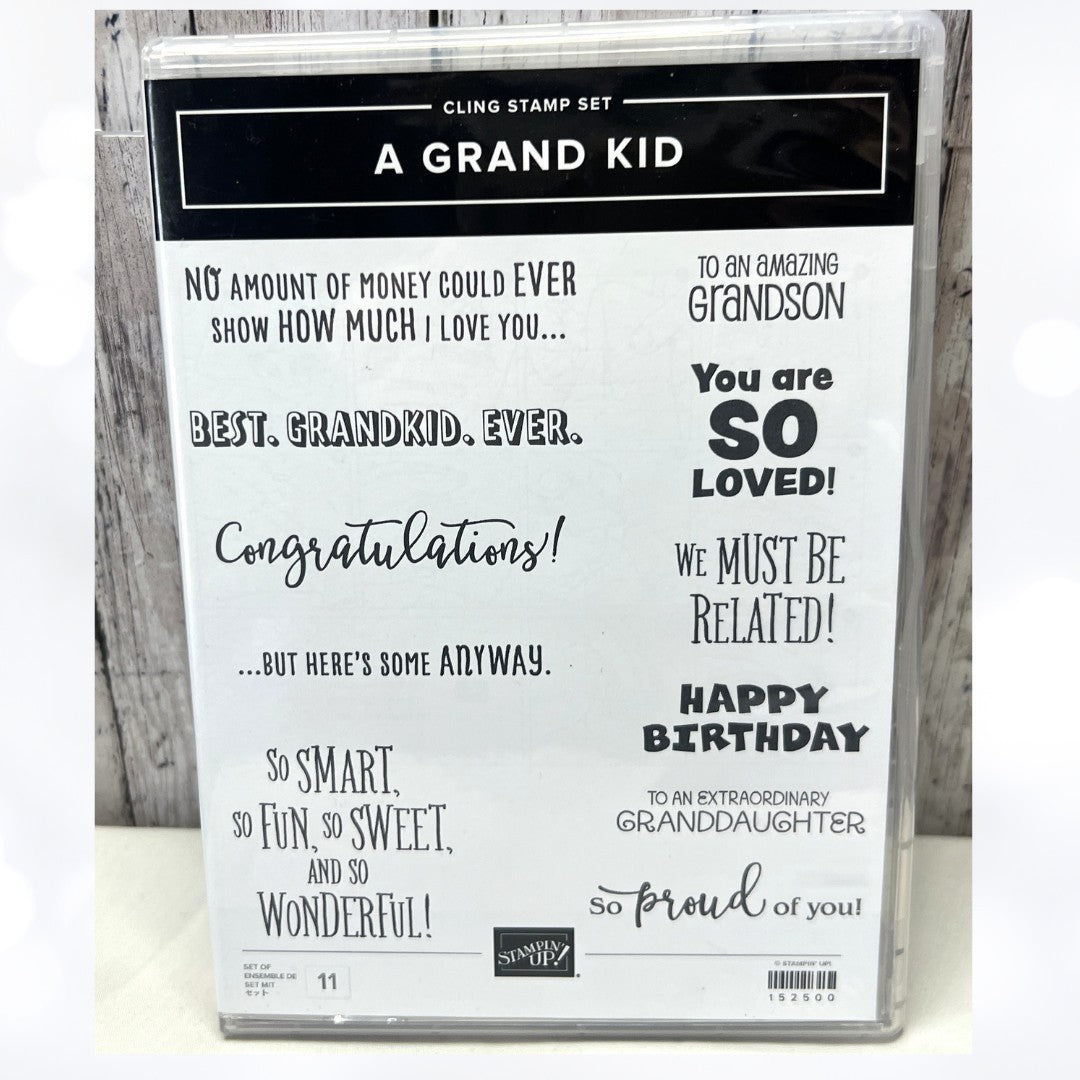 CLING STAMP SET
A GRAND KID
NO AMOUNT OF MONEY COULD EVER
SHOW HOW MUCH I LOVE YOU...
BEST. GRANDKID. EVER.
Congratulations!
...BUT HERE'S SOME ANYWAY.
SO SMART,
SO FUN, SO SWEET,
AND SO
WONDERFUL!
TO AN AMAZING
GRANDSON
You are
SO
LOVED!
WE MUST BE
RELATED!
HAPPY
BIRTHDAY
TO AN EXTRAORDINARY
GRANDDAUGHTER
So proud of you!
STAMPIN'
UP!®
SET OF
ENSEMBLE DE
SET MIT
セット
11
© STAMPIN' UP!
152500